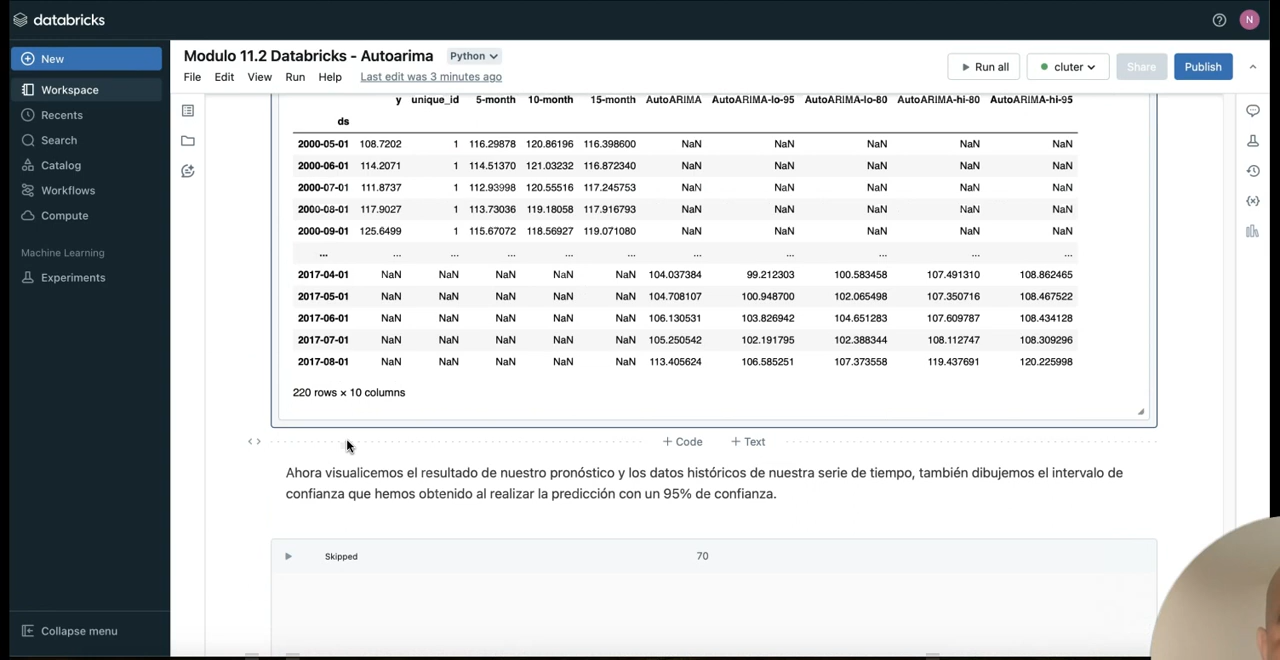 databricks
N
New
Workspace
Recents
Search
Catalog
Workflows
Compute
Machine Learning
Experiments
Collapse menu
Modulo 11.2 Databricks - Autoarima Python
File Edit View Run Help Last edit was 3 minutes ago
Run all cluter Share Publish
y unique_id 5-month 10-month 15-month AutoARIMA AutoARIMA-lo-95 AutoARIMA-lo-80 AutoARIMA-hi-80 AutoARIMA-hi-95
ds
2000-05-01 108.7202 1 116.29878 120.86196 116.398600 NaN NaN NaN NaN NaN
2000-06-01 114.2071 1 114.51370 121.03232 116.872340 NaN NaN NaN NaN NaN
2000-07-01 111.8737 1 112.93998 120.55516 117.245753 NaN NaN NaN NaN NaN
2000-08-01 117.9027 1 113.73036 119.18058 117.916793 NaN NaN NaN NaN NaN
2000-09-01 125.6499 1 115.67072 118.56927 119.071080 NaN NaN NaN NaN NaN
... ... ... ... ... ... ... ... ... ... ...
2017-04-01 NaN NaN NaN NaN NaN 104.037384 99.212303 100.583458 107.491310 108.862465
2017-05-01 NaN NaN NaN NaN NaN 104.708107 100.948700 102.065498 107.350716 108.467522
2017-06-01 NaN NaN NaN NaN NaN 106.130531 103.826942 104.651283 107.609787 108.434128
2017-07-01 NaN NaN NaN NaN NaN 105.250542 102.191795 102.388344 108.112747 108.309296
2017-08-01 NaN NaN NaN NaN NaN 113.405624 106.585251 107.373558 119.437691 120.225998
220 rows × 10 columns
+ Code + Text
Ahora visualicemos el resultado de nuestro pronóstico y los datos históricos de nuestra serie de tiempo, también dibujemos el intervalo de
confianza que hemos obtenido al realizar la predicción con un 95% de confianza.
Skipped 70